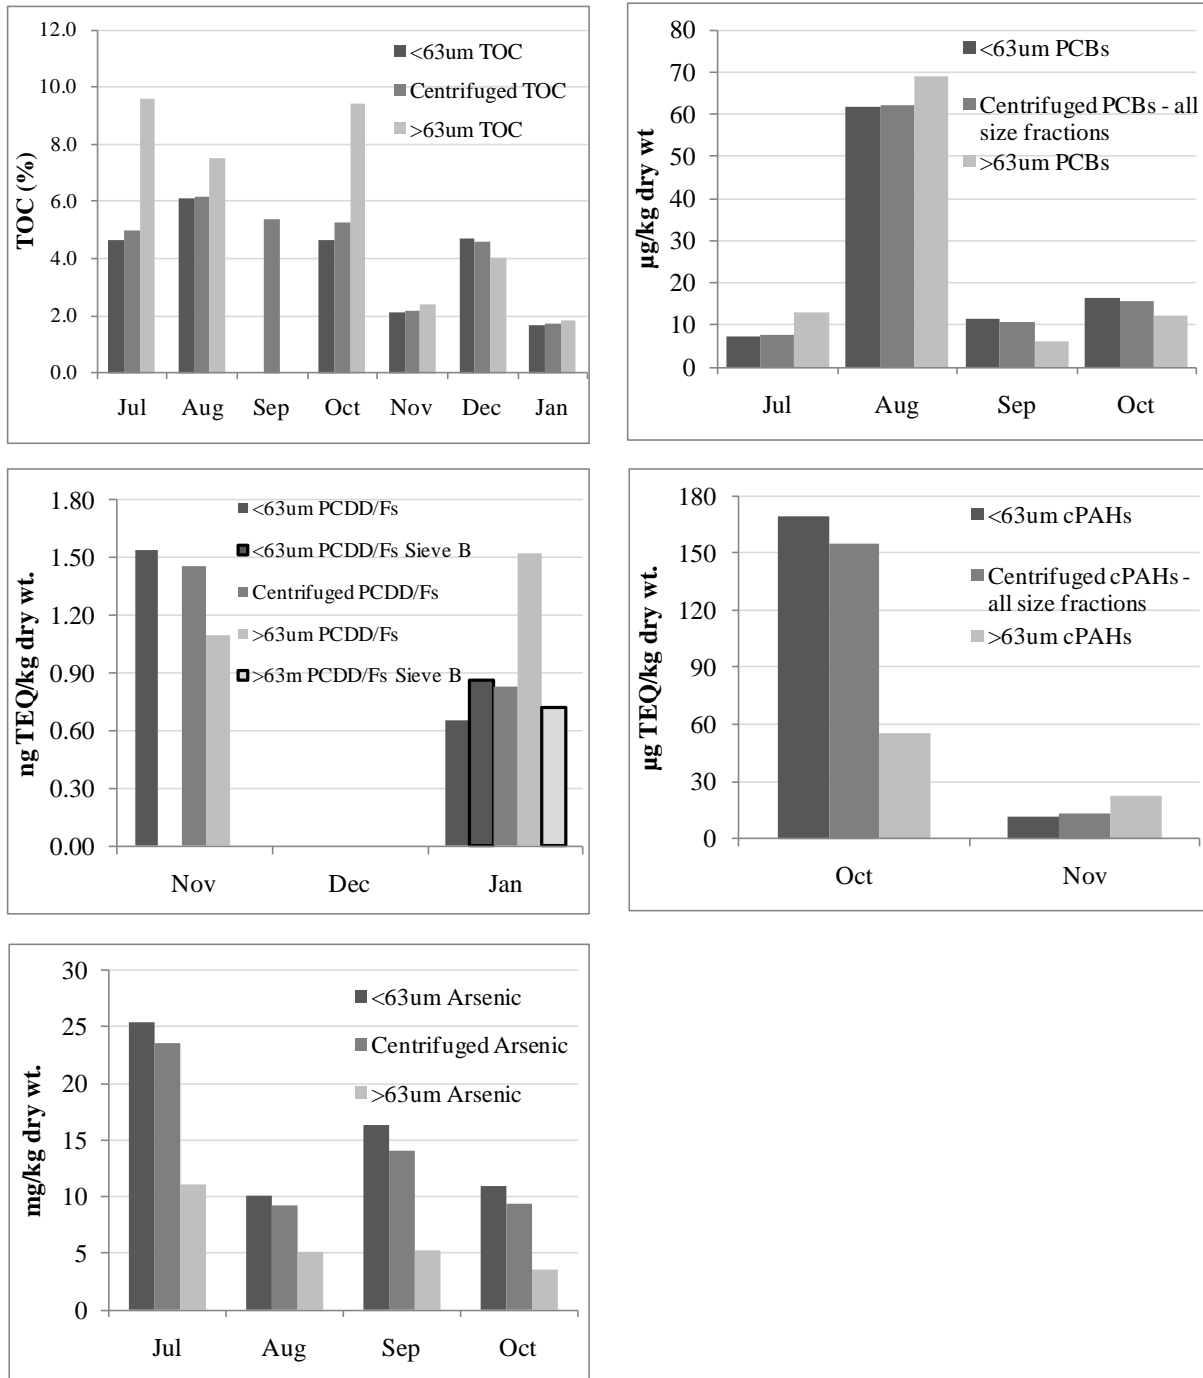 12.0
10.0
8.0
6.0
4.0
2.0
0.0
TOC (%)
<63um TOC
Centrifuged TOC
>63um TOC
Jul Aug Sep Oct Nov Dec Jan
80
70
60
50
40
30
20
10
0
µg/kg dry wt
<63um PCBs
Centrifuged PCBs - all
size fractions
>63um PCBs
Jul Aug Sep Oct
1.80
1.50
1.20
0.90
0.60
0.30
0.00
ng TEQ/kg dry wt.
<63um PCDD/Fs
<63um PCDD/Fs Sieve B
Centrifuged PCDD/Fs
>63um PCDD/Fs
>63m PCDD/Fs Sieve B
Nov Dec Jan
180
150
120
90
60
30
0
µg TEQ/kg dry wt.
<63um cPAHs
Centrifuged cPAHs -
all size fractions
>63um cPAHs
Oct Nov
30
25
20
15
10
5
0
mg/kg dry wt.
<63um Arsenic
Centrifuged Arsenic
>63um Arsenic
Jul Aug Sep Oct